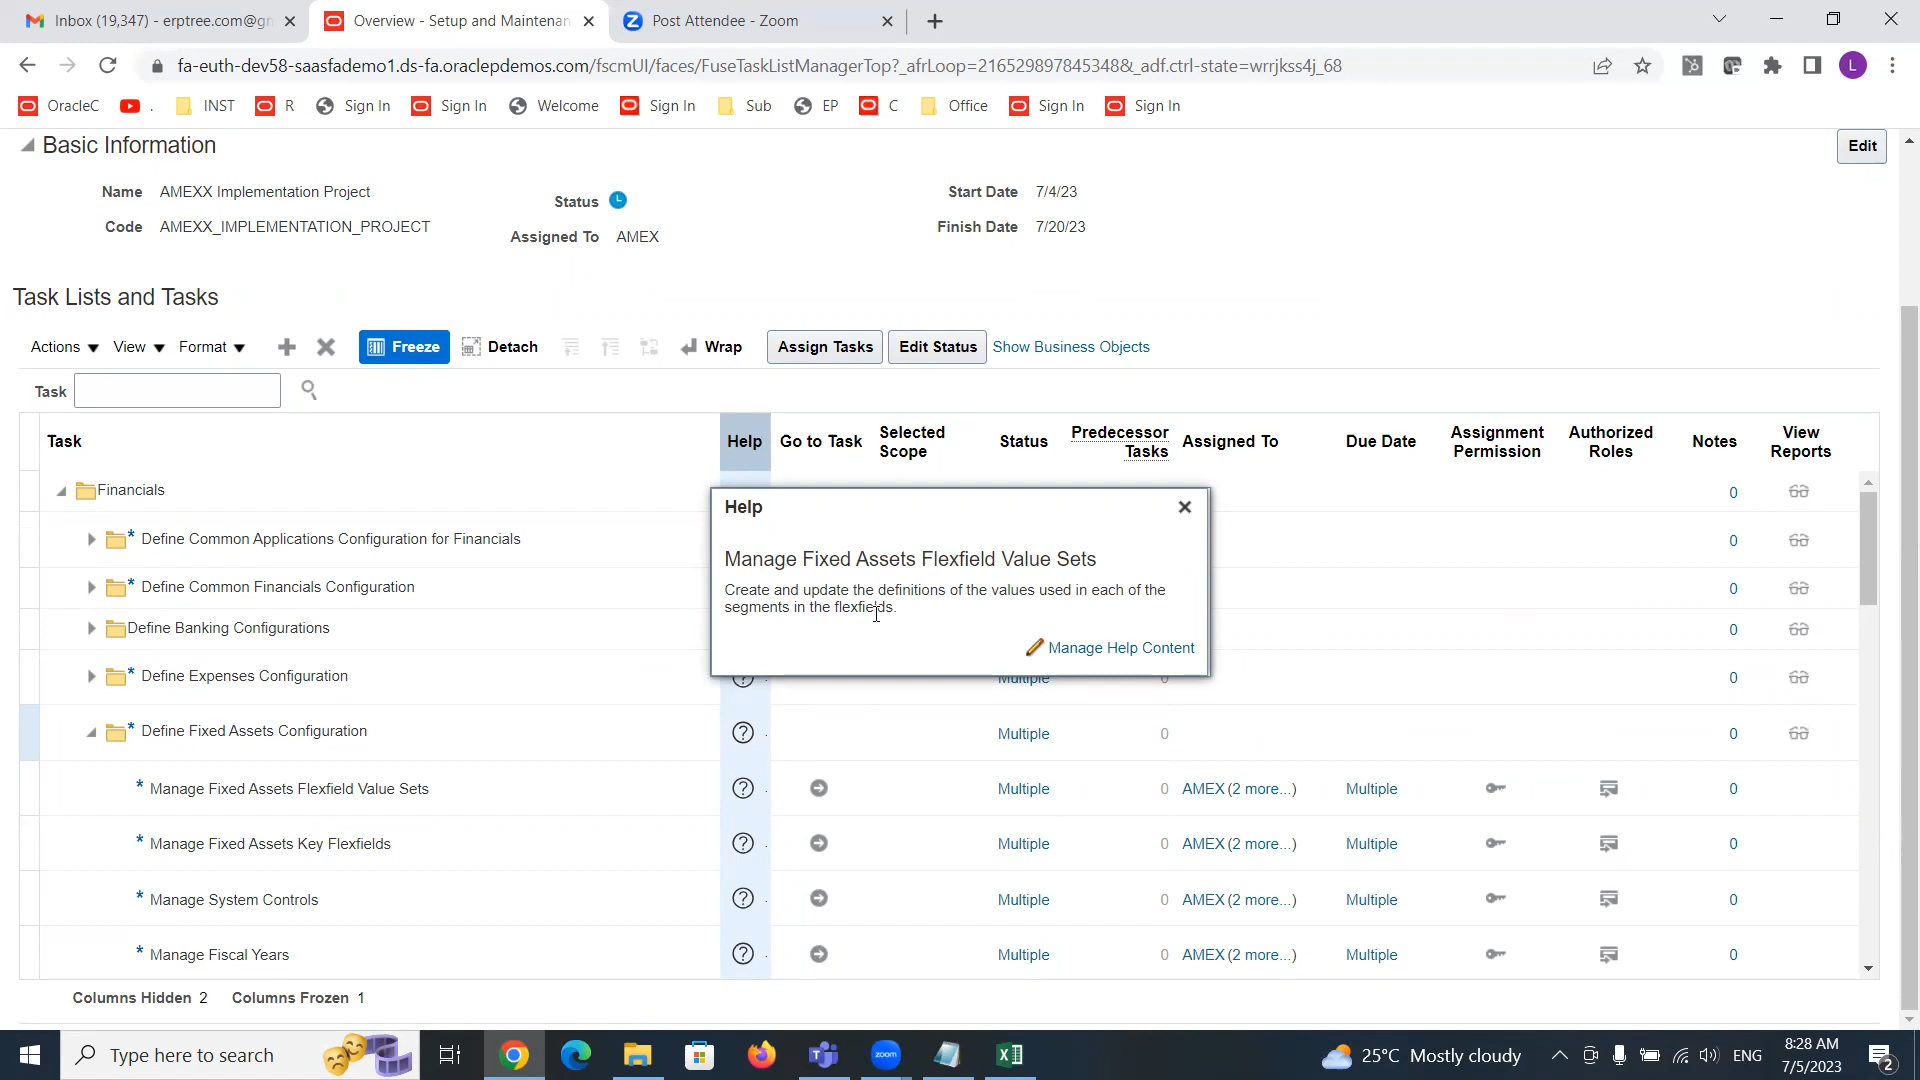 Inbox (19,347) - erptree.com@gm
Overview - Setup and Maintenan
Post Attendee - Zoom
fa-euth-dev58-saasfademo1.ds-fa.oraclepdemos.com/fscmUI/faces/FuseTaskListManagerTop?_afrLoop=216529897845348&_adf.ctrl-state=wrrjkss4j_68
L
OracleC . INST R Sign In Sign In Welcome Sign In Sub EP C Office Sign In Sign In
Basic Information
Edit
Name AMEXX Implementation Project
Status
Start Date 7/4/23
Code AMEXX_IMPLEMENTATION_PROJECT
Assigned To AMEX
Finish Date 7/20/23
Task Lists and Tasks
Actions View Format Freeze Detach Wrap Assign Tasks Edit Status Show Business Objects
Task
Task Help Go to Task Selected Scope Status Predecessor Tasks Assigned To Due Date Assignment Permission Authorized Roles Notes View Reports
Financials 0
Define Common Applications Configuration for Financials 0
Define Common Financials Configuration 0
Define Banking Configurations 0
Define Expenses Configuration Multiple 0 0
Help
Manage Fixed Assets Flexfield Value Sets
Create and update the definitions of the values used in each of the
segments in the flexfields.
Manage Help Content
* Define Fixed Assets Configuration Multiple 0 0
* Manage Fixed Assets Flexfield Value Sets Multiple 0 AMEX (2 more...) Multiple 0
* Manage Fixed Assets Key Flexfields Multiple 0 AMEX (2 more...) Multiple 0
* Manage System Controls Multiple 0 AMEX (2 more...) Multiple 0
* Manage Fiscal Years Multiple 0 AMEX (2 more...) Multiple 0
Columns Hidden 2 Columns Frozen 1
Type here to search
zoom
25°C Mostly cloudy
ENG
8:28 AM
7/5/2023
2